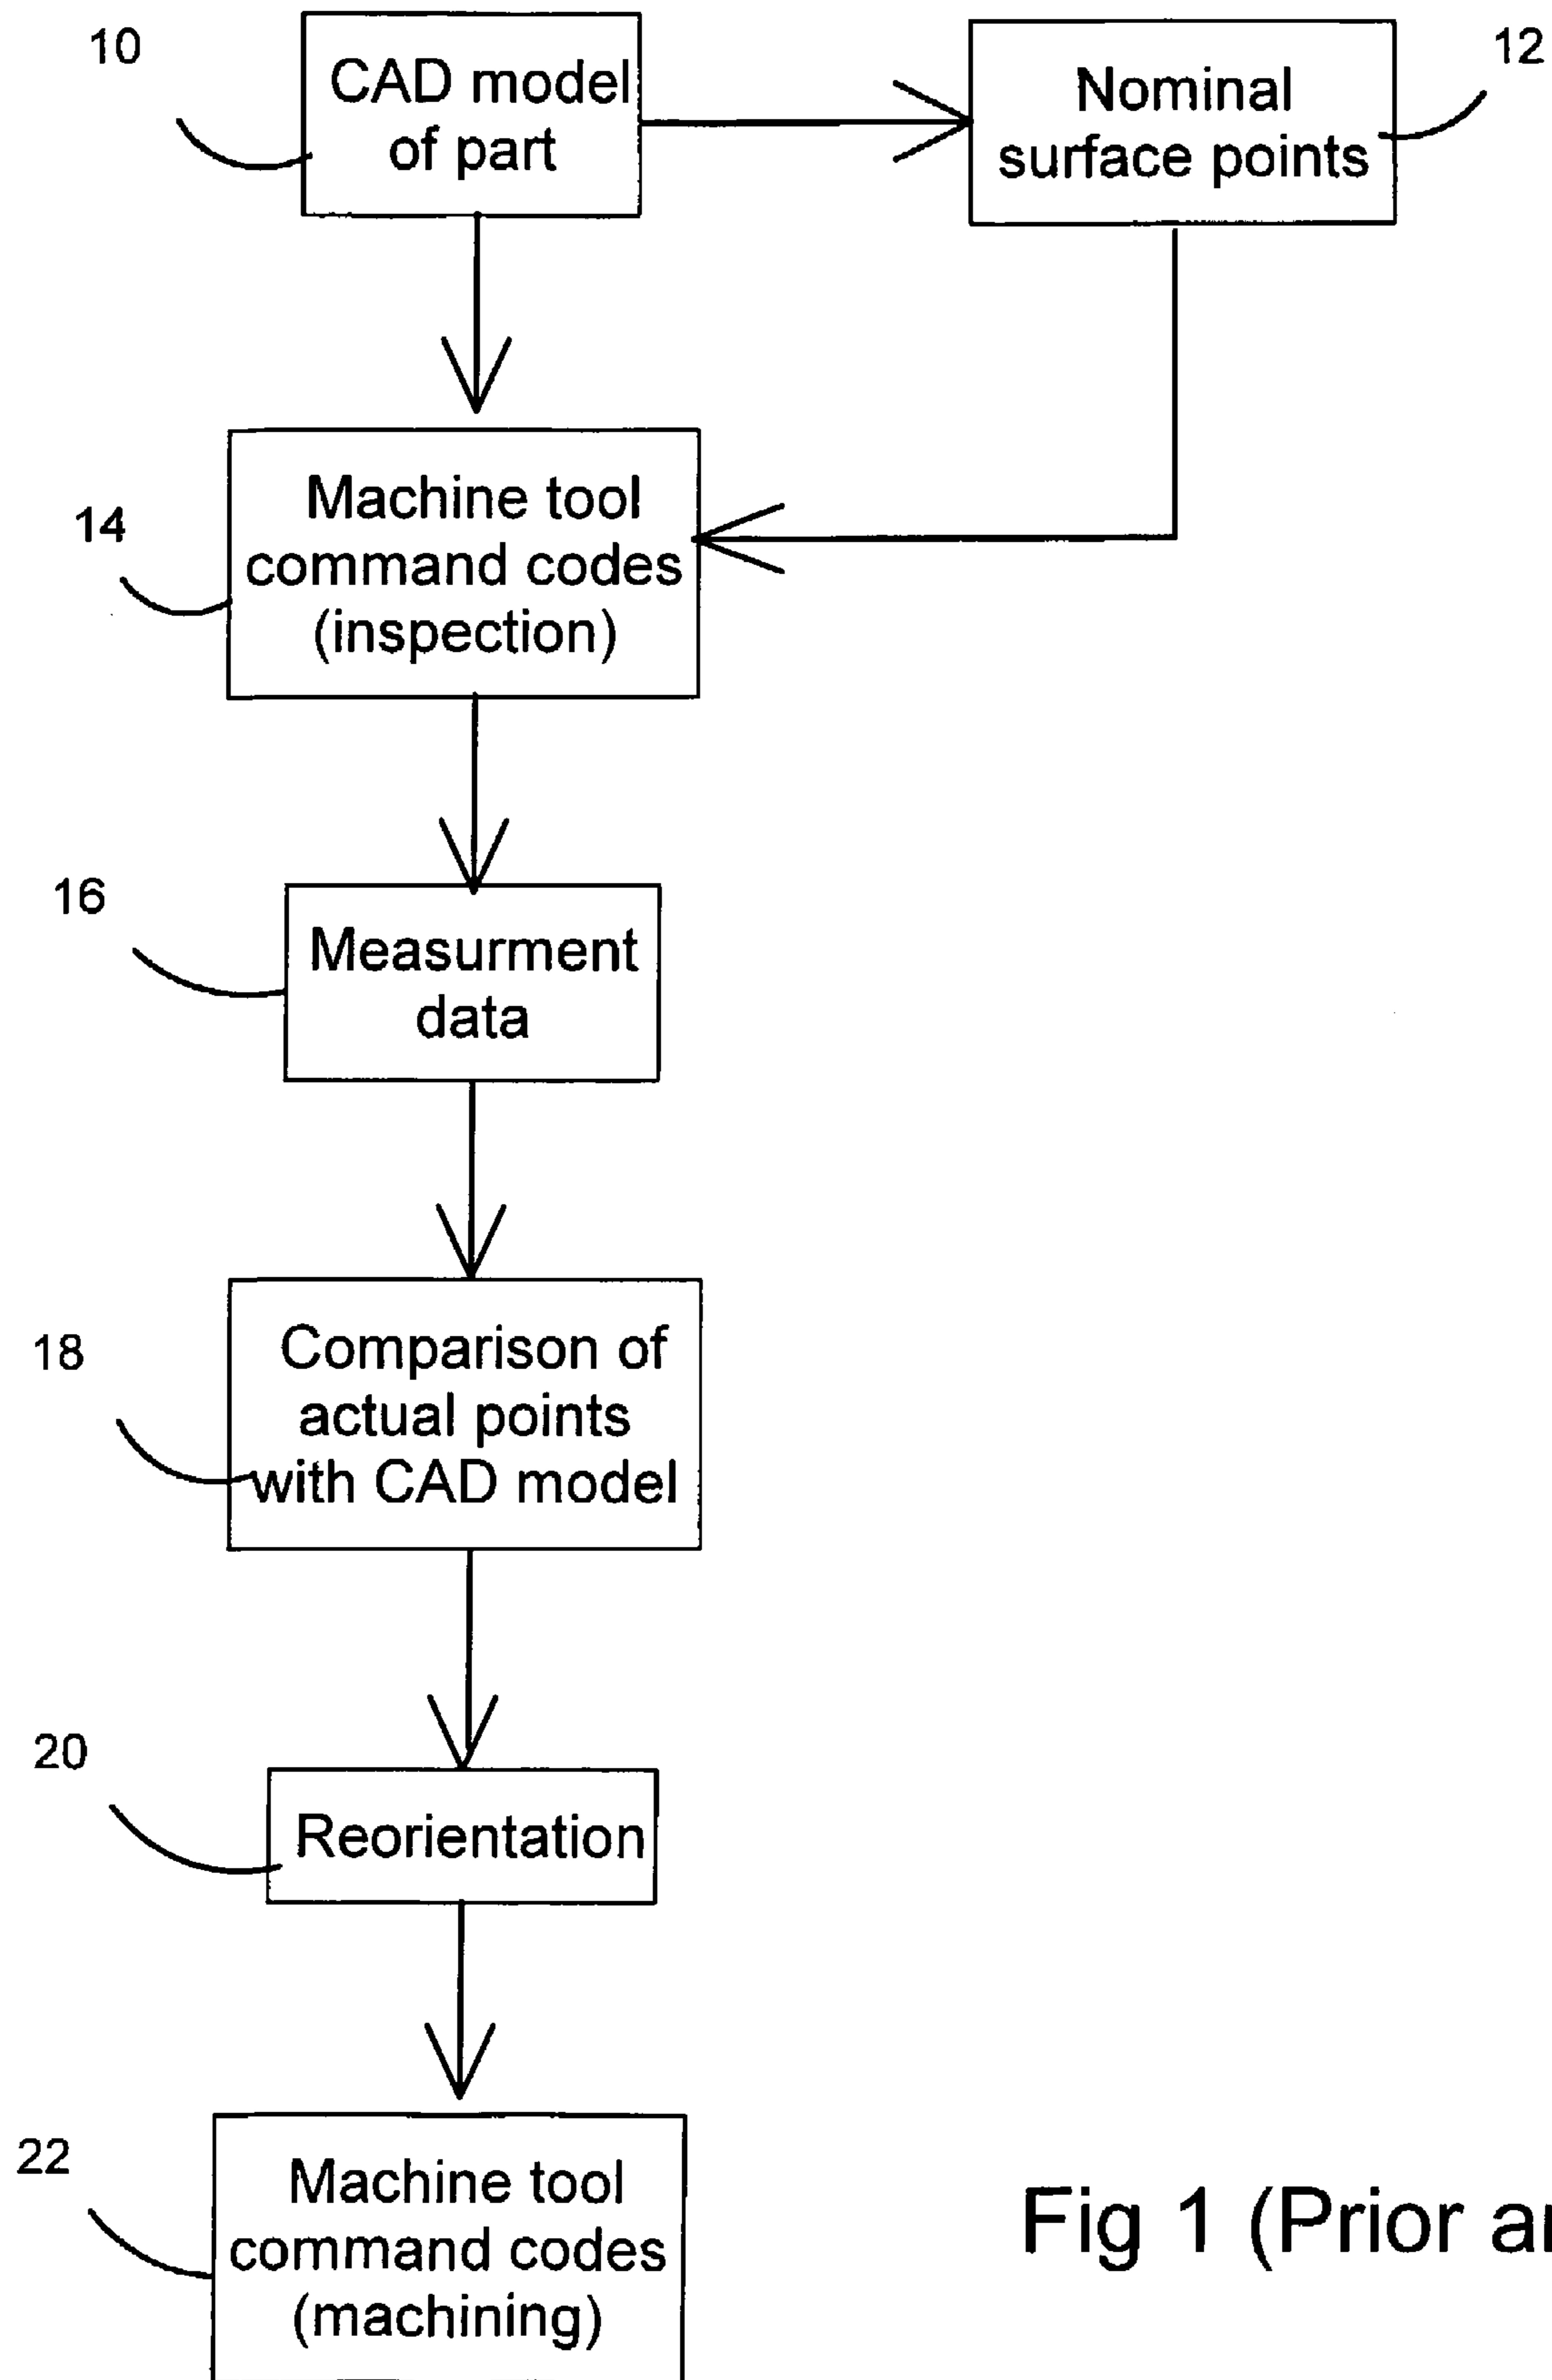 10
CAD model
of part
12
Nominal
surface points
14
Machine tool
command codes
(inspection)
16
Measurment
data
18
Comparison of
actual points
with CAD model
20
Reorientation
22
Machine tool
command codes
(machining)
Fig 1 (Prior